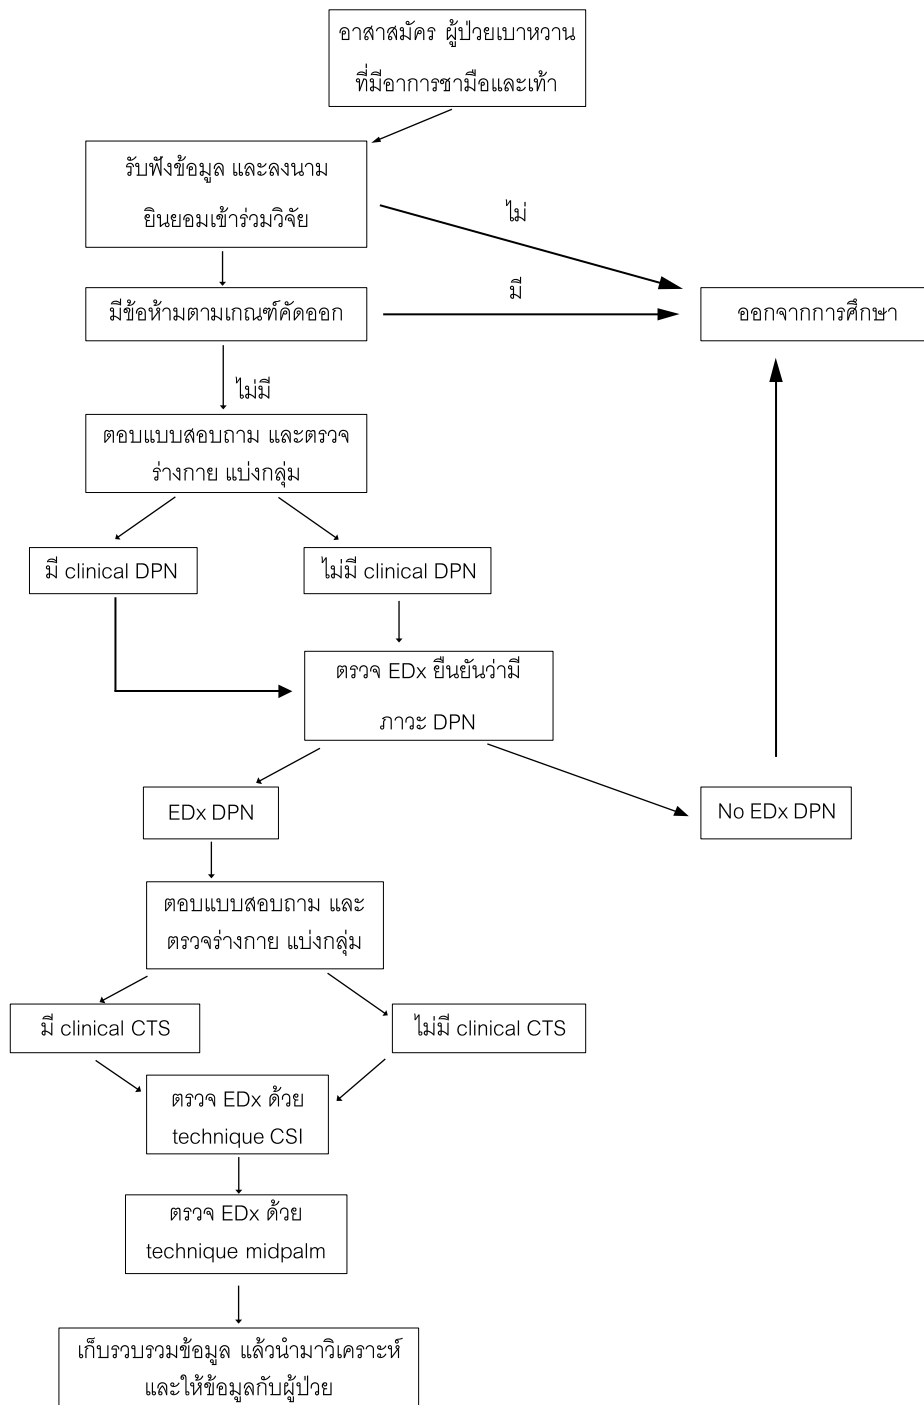 อาสาสมัคร ผู้ป่วยเบาหวาน
ที่มีอาการชามือและเท้า
รับฟังข้อมูล และลงนาม
ยินยอมเข้าร่วมวิจัย
ไม่
มีข้อห้ามตามเกณฑ์คัดออก
มี
ออกจากการศึกษา
ไม่มี
ตอบแบบสอบถาม และตรวจ
ร่างกาย แบ่งกลุ่ม
มี clinical DPN
ไม่มี clinical DPN
ตรวจ EDx ยืนยันว่ามี
ภาวะ DPN
EDx DPN
No EDx DPN
ตอบแบบสอบถาม และ
ตรวจร่างกาย แบ่งกลุ่ม
มี clinical CTS
ไม่มี clinical CTS
ตรวจ EDx ด้วย
technique CSI
ตรวจ EDx ด้วย
technique midpalm
เก็บรวบรวมข้อมูล แล้วนำมาวิเคราะห์
และให้ข้อมูลกับผู้ป่วย